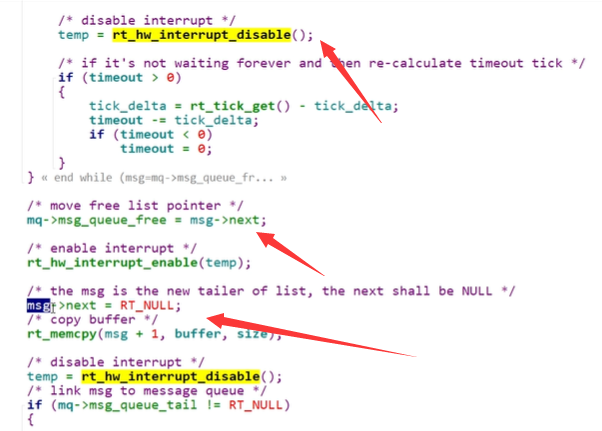 /* disable interrupt */
temp = rt_hw_interrupt_disable();
/* if it's not waiting forever and then re-calculate timeout tick */
if (timeout > 0)
{
tick_delta = rt_tick_get() - tick_delta;
timeout -= tick_delta;
if (timeout < 0)
timeout = 0;
}
} « end while (msg=mq->msg_queue_fr... »
/* move free list pointer */
mq->msg_queue_free = msg->next;
/* enable interrupt */
rt_hw_interrupt_enable(temp);
/* the msg is the new tailer of list, the next shall be NULL */
msg->next = RT_NULL;
/* copy buffer */
rt_memcpy(msg + 1, buffer, size);
/* disable interrupt */
temp = rt_hw_interrupt_disable();
/* link msg to message queue */
if (mq->msg_queue_tail != RT_NULL)
{